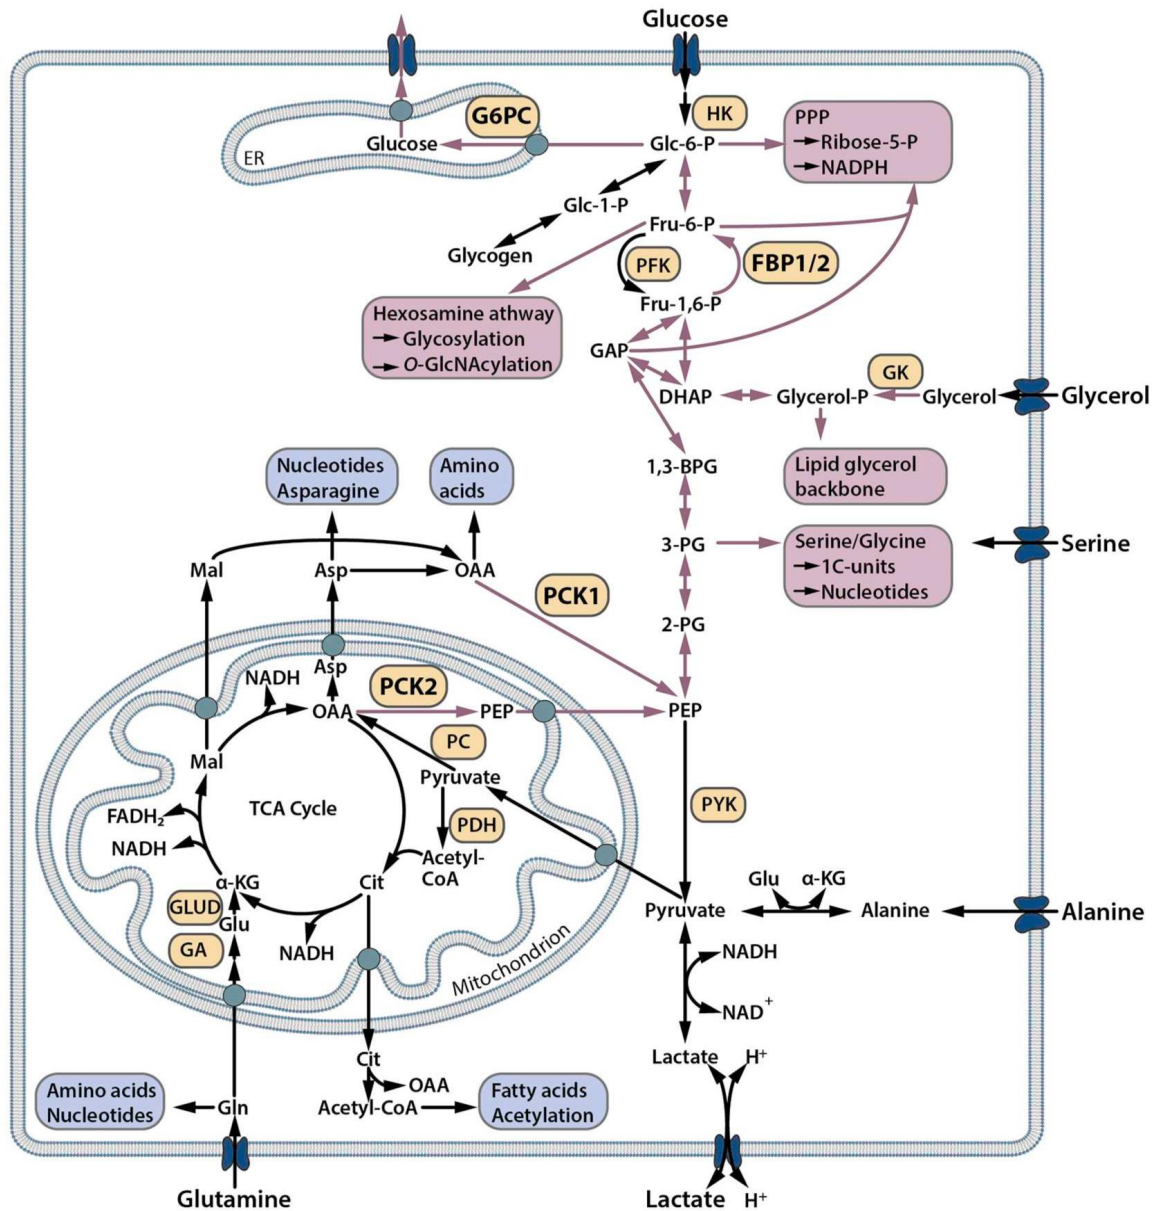 Glucose
G6PC
HK
ER
Glucose
Glc-6-P
PPP
Ribose-5-P
NADPH
Glc-1-P
Glycogen
Fru-6-P
PFK
FBP1/2
Fru-1,6-P
Hexosamine athway
Glycosylation
O-GlcNAcylation
GAP
DHAP
Glycerol-P
GK
Glycerol
Glycerol
1,3-BPG
Lipid glycerol
backbone
Nucleotides
Asparagine
Amino
acids
3-PG
Serine/Glycine
1C-units
Nucleotides
Serine
Mal
Asp
OAA
PCK1
2-PG
Asp
NADH
OAA
PCK2
PEP
PEP
PC
Mal
Pyruvate
TCA Cycle
FADH₂
NADH
PDH
PYK
Acetyl-
CoA
α-KG
Cit
GLUD
Glu
GA
NADH
Mitochondrion
Pyruvate
Glu
α-KG
Alanine
Alanine
NADH
NAD⁺
Cit
OAA
Acetyl-CoA
Fatty acids
Acetylation
Lactate
H⁺
Amino acids
Nucleotides
Gln
Glutamine
Lactate
H⁺